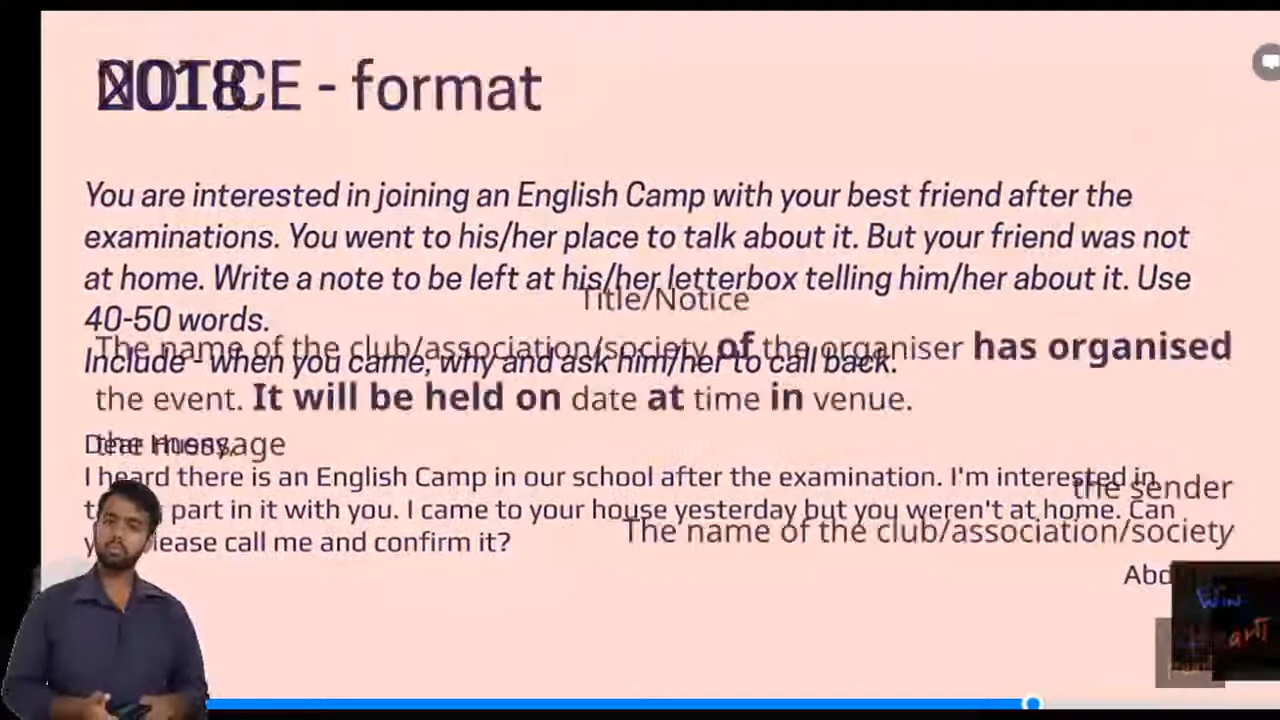 2018
NOTICE - format
You are interested in joining an English Camp with your best friend after the
examinations. You went to his/her place to talk about it. But your friend was not
at home. Write a note to be left at his/her letterbox telling him/her about it. Use
40-50 words.
Include - when you came, why and ask him/her to call back.
Title/Notice
The name of the club/association/society of the organiser has organised
the event. It will be held on date at time in venue.
the message
the sender
The name of the club/association/society
Dear
I heard there is an English Camp in our school after the examination. I'm interested in
part in it with you. I came to your house yesterday but you weren't at home. Can
please call me and confirm it?
Win